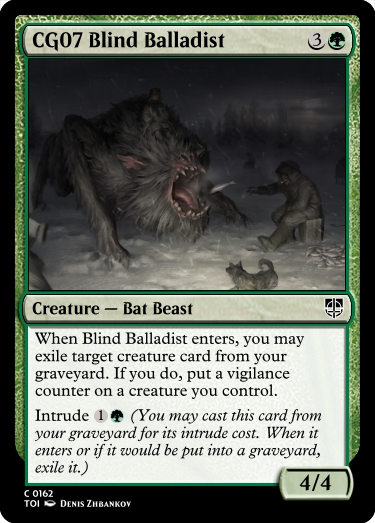 CG07 Blind Balladist 3
Creature — Bat Beast
When Blind Balladist enters, you may
exile target creature card from your
graveyard. If you do, put a vigilance
counter on a creature you control.
Intrude 1 (You may cast this card from
your graveyard for its intrude cost. When it
enters or if it would be put into a graveyard,
exile it.)
4/4
C 0162
TOI Denis Zhbankov